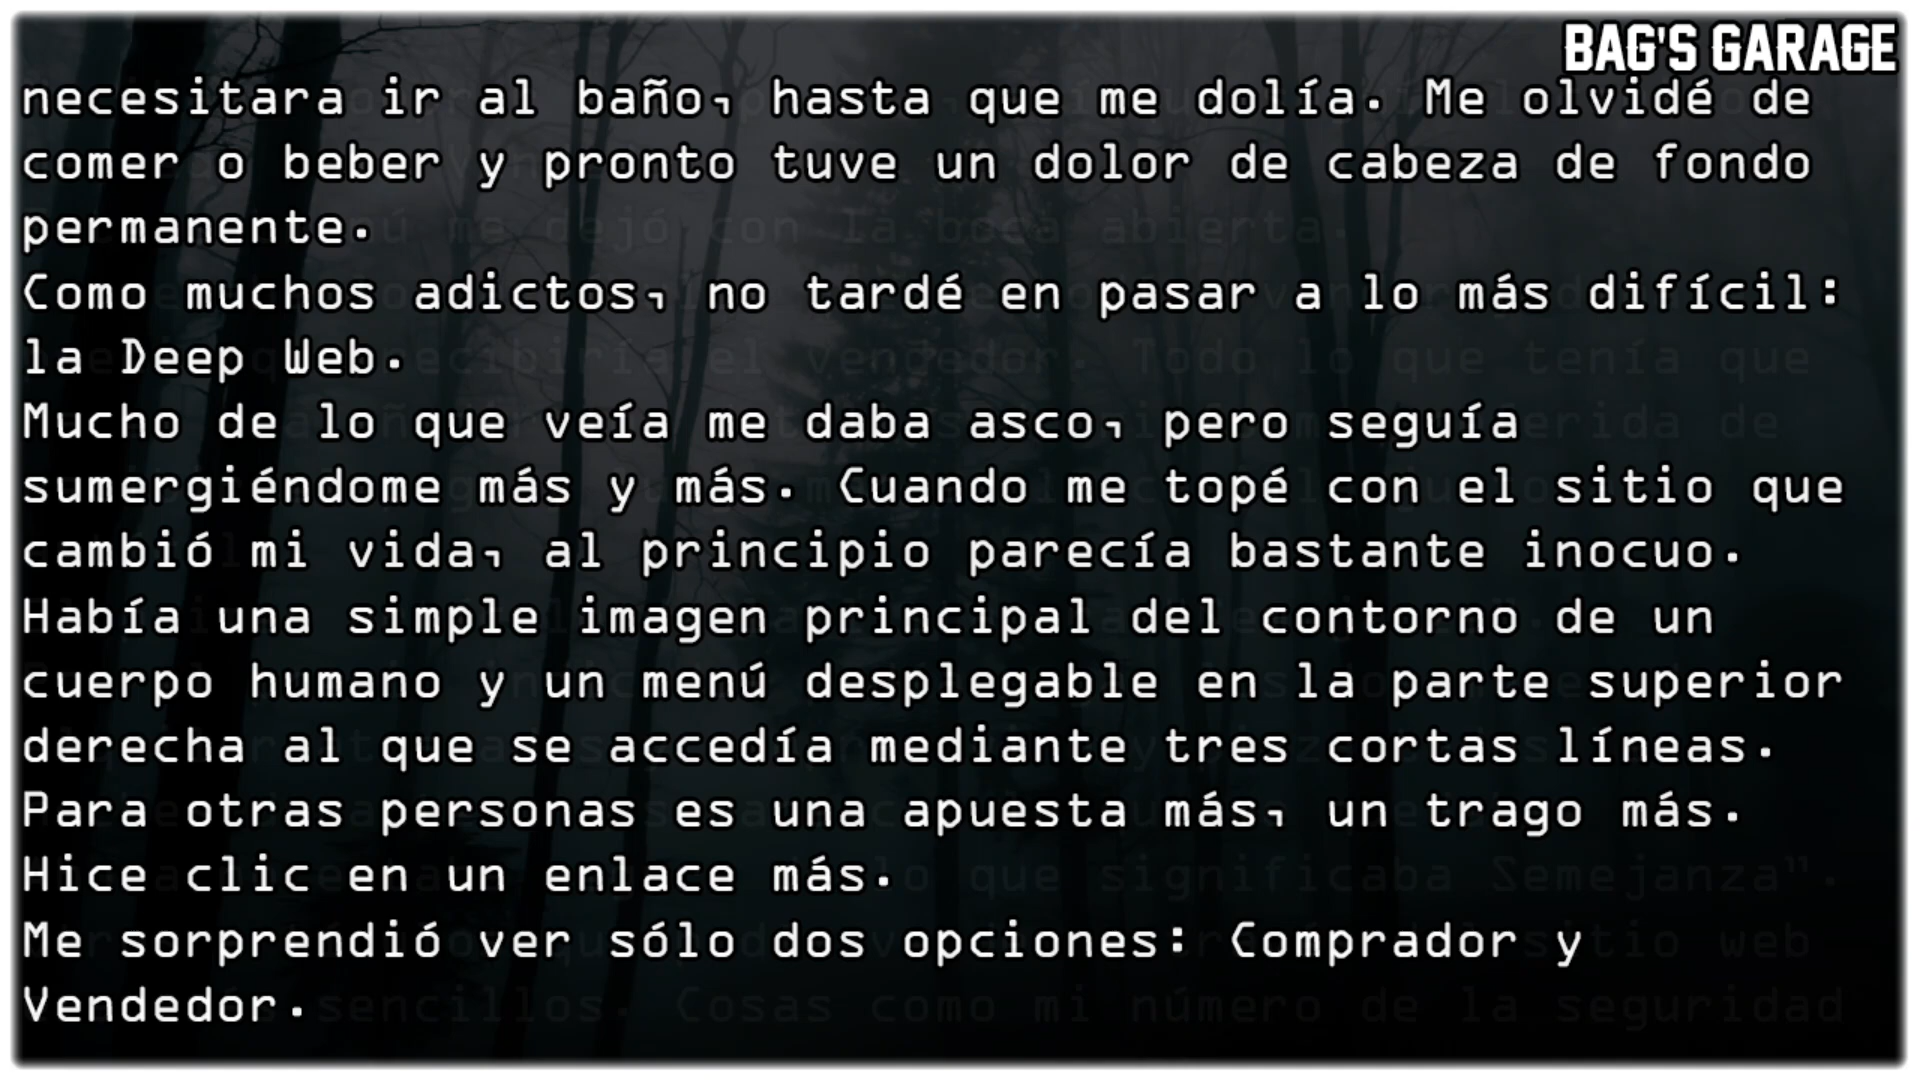 BAG'S GARAGE
necesitara ir al baño, hasta que me dolía. Me olvidé de
comer o beber y pronto tuve un dolor de cabeza de fondo
permanente.
Como muchos adictos, no tardé en pasar a lo más difícil:
la Deep Web.
Mucho de lo que veía me daba asco, pero seguía
sumergiéndome más y más. Cuando me topé con el sitio que
cambió mi vida, al principio parecía bastante inocuo.
Había una simple imagen principal del contorno de un
cuerpo humano y un menú desplegable en la parte superior
derecha al que se accedía mediante tres cortas líneas.
Para otras personas es una apuesta más, un trago más.
Hice clic en un enlace más.
Me sorprendió ver sólo dos opciones: Comprador y
Vendedor.